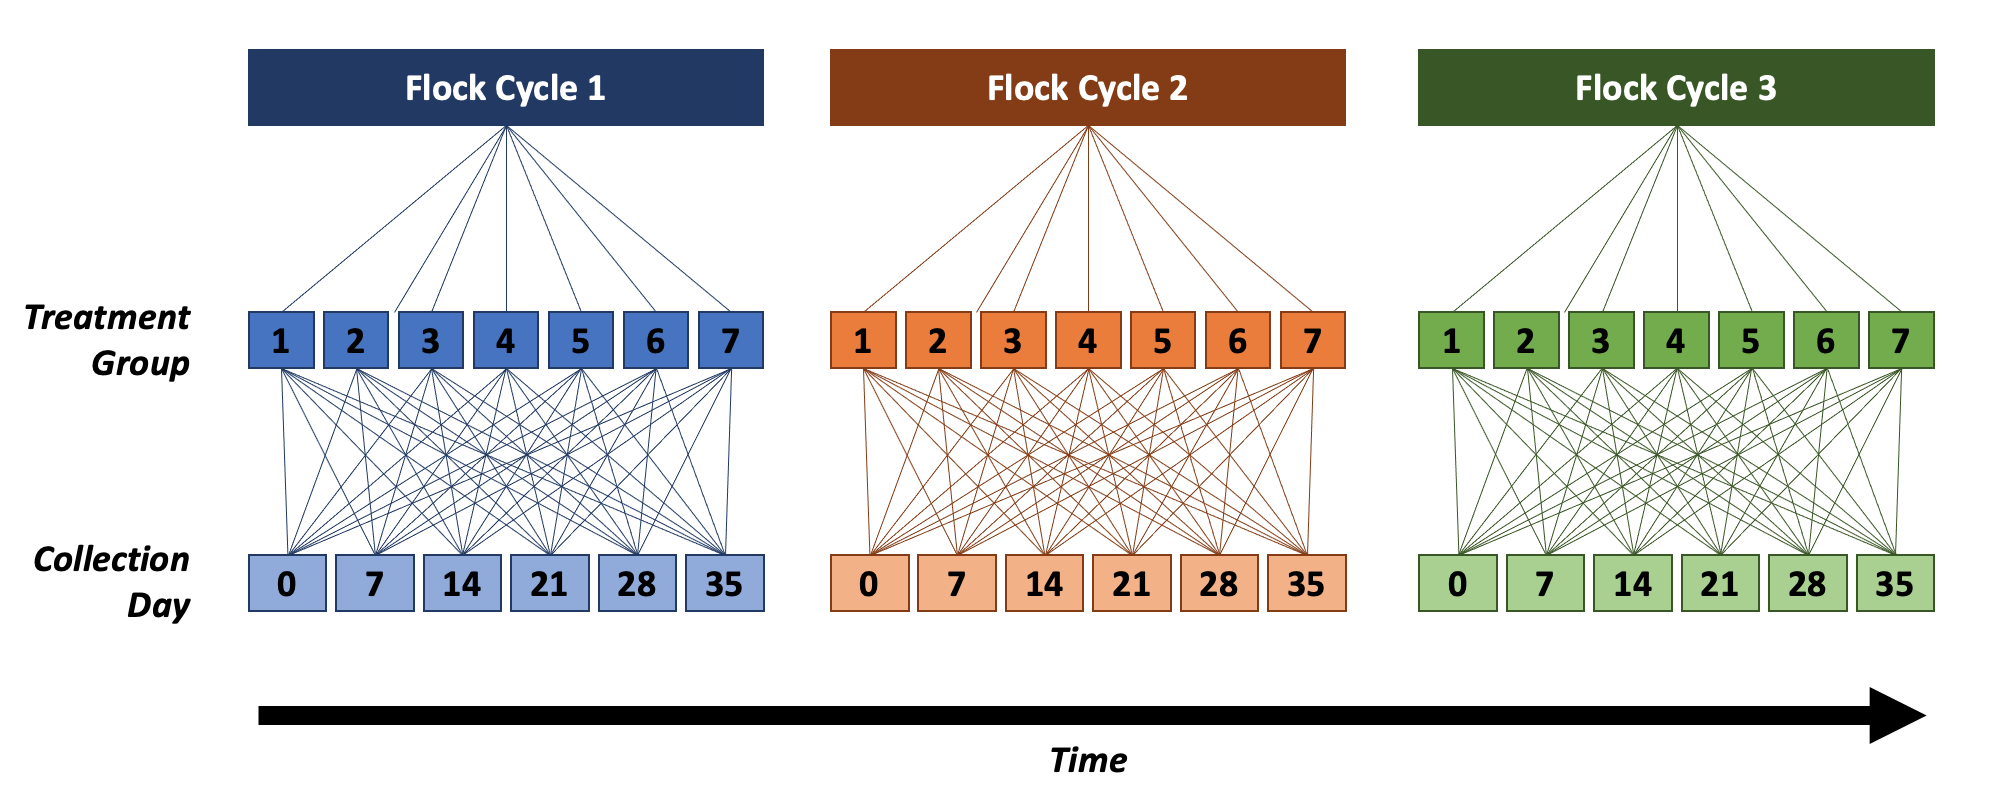 Flock Cycle 1
Flock Cycle 2
Flock Cycle 3
Treatment
Group
1 2 3 4 5 6 7
1 2 3 4 5 6 7
1 2 3 4 5 6 7
Collection
Day
0 7 14 21 28 35
0 7 14 21 28 35
0 7 14 21 28 35
Time